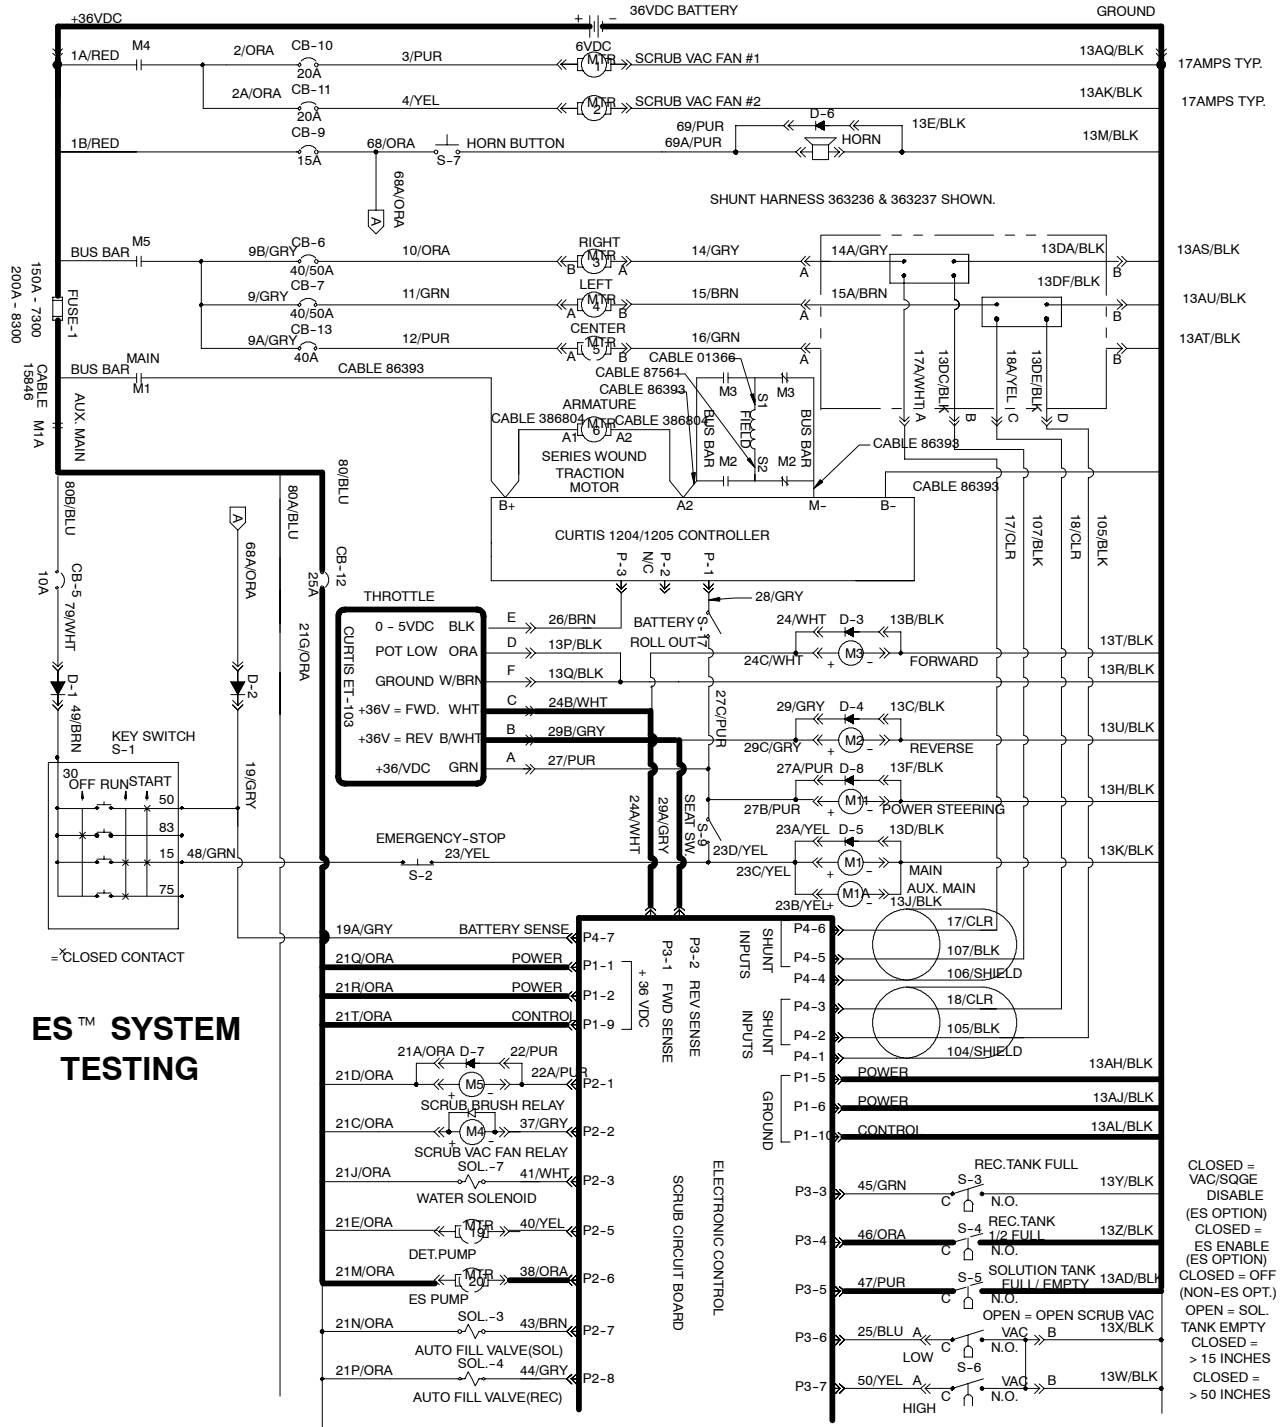 +36VDC
+ −
36VDC BATTERY
GROUND
1A/RED
M4
2/ORA
CB-10
20A
3/PUR
6VDC
MTR
1
SCRUB VAC FAN #1
13AQ/BLK
17AMPS TYP.
2A/ORA
CB-11
20A
4/YEL
MTR
2
SCRUB VAC FAN #2
13AK/BLK
17AMPS TYP.
1B/RED
CB-9
15A
68/ORA
S-7
HORN BUTTON
69/PUR
69A/PUR
D-6
13E/BLK
HORN
13M/BLK
68A/ORA
A
SHUNT HARNESS 363236 & 363237 SHOWN.
BUS BAR
M5
9B/GRY
CB-6
40/50A
10/ORA
RIGHT
B
MTR
3
A
14/GRY
A
14A/GRY
13DA/BLK
B
13AS/BLK
9/GRY
CB-7
40/50A
11/GRN
LEFT
A
MTR
4
B
15/BRN
A
15A/BRN
13DF/BLK
B
13AU/BLK
9A/GRY
CB-13
40A
12/PUR
CENTER
A
MTR
5
B
16/GRN
A
B
13AT/BLK
150A - 7300
200A - 8300
FUSE-1
CABLE
15846
M1A
AUX. MAIN
BUS BAR
MAIN
M1
CABLE 86393
CABLE 01366
CABLE 87561
CABLE 86393
M3
M3
S1
FIELD
S2
BUS BAR
BUS BAR
M2
M2
17A/WHT
A
13DC/BLK
B
18A/YEL
C
13DE/BLK
D
ARMATURE
CABLE 386804
MTR
6
CABLE 386804
A1
A2
SERIES WOUND
TRACTION
MOTOR
CABLE 86393
CABLE 86393
80B/BLU
80A/BLU
80/BLU
B+
A2
M-
B-
CURTIS 1204/1205 CONTROLLER
P-3
N/C
P-2
P-1
17/CLR
107/BLK
18/CLR
105/BLK
A
68A/ORA
CB-5
10A
79/WHT
CB-12
25A
21G/ORA
28/GRY
THROTTLE
CURTIS ET-103
0 - 5VDC BLK
E
26/BRN
POT LOW ORA
D
13P/BLK
GROUND W/BRN
F
13Q/BLK
+36V = FWD. WHT
C
24B/WHT
+36V = REV B/WHT
B
29B/GRY
+36/VDC GRN
A
27/PUR
BATTERY
ROLL OUT
S-17
27C/PUR
24/WHT
D-3
13B/BLK
24C/WHT
+
M3
-
FORWARD
13T/BLK
13R/BLK
29/GRY
D-4
13C/BLK
29C/GRY
+
M2
-
REVERSE
13U/BLK
27A/PUR
D-8
13F/BLK
27B/PUR
+
M11
-
POWER STEERING
13H/BLK
24A/WHT
29A/GRY
SEAT SW.
S-9
23D/YEL
23A/YEL
D-5
13D/BLK
23C/YEL
+
M1
-
MAIN
13K/BLK
M1A
AUX. MAIN
23B/YEL
+
-
13J/BLK
D-1
49/BRN
D-2
19/GRY
KEY SWITCH
S-1
30
OFF RUN START
50
83
15
75
48/GRN
EMERGENCY-STOP
S-2
23/YEL
= CLOSED CONTACT
×
ES™ SYSTEM
TESTING
19A/GRY
BATTERY SENSE
P4-7
21Q/ORA
POWER
P1-1
21R/ORA
POWER
P1-2
21T/ORA
CONTROL
P1-9
+ 36 VDC
P3-1 FWD SENSE
P3-2 REV SENSE
21A/ORA
D-7
22/PUR
21D/ORA
+
M5
-
22A/PUR
P2-1
SCRUB BRUSH RELAY
21C/ORA
+
M4
-
37/GRY
P2-2
SCRUB VAC FAN RELAY
21J/ORA
SOL.-7
41/WHT
P2-3
WATER SOLENOID
21E/ORA
MTR
19
40/YEL
P2-5
DET.PUMP
21M/ORA
MTR
20
38/ORA
P2-6
ES PUMP
21N/ORA
SOL.-3
43/BRN
P2-7
AUTO FILL VALVE(SOL)
21P/ORA
SOL.-4
44/GRY
P2-8
AUTO FILL VALVE(REC)
SCRUB CIRCUIT BOARD
ELECTRONIC CONTROL
SHUNT
INPUTS
P4-6
17/CLR
P4-5
107/BLK
P4-4
106/SHIELD
SHUNT
INPUTS
P4-3
18/CLR
P4-2
105/BLK
P4-1
104/SHIELD
GROUND
P1-5
POWER
13AH/BLK
P1-6
POWER
13AJ/BLK
P1-10
CONTROL
13AL/BLK
P3-3
45/GRN
REC.TANK FULL
S-3
C
N.O.
13Y/BLK
CLOSED =
VAC/SQGE
DISABLE
(ES OPTION)
P3-4
46/ORA
S-4
REC.TANK
1/2 FULL
C
N.O.
13Z/BLK
CLOSED =
ES ENABLE
(ES OPTION)
P3-5
47/PUR
S-5
SOLUTION TANK
FULL/ EMPTY
C
N.O.
13AD/BLK
CLOSED = OFF
(NON-ES OPT.)
OPEN = SOL.
TANK EMPTY
OPEN = OPEN SCRUB VAC
P3-6
25/BLU
A
LOW
C
VAC
N.O.
B
13X/BLK
CLOSED =
> 15 INCHES
P3-7
50/YEL
A
HIGH
S-6
C
VAC
N.O.
B
13W/BLK
CLOSED =
> 50 INCHES